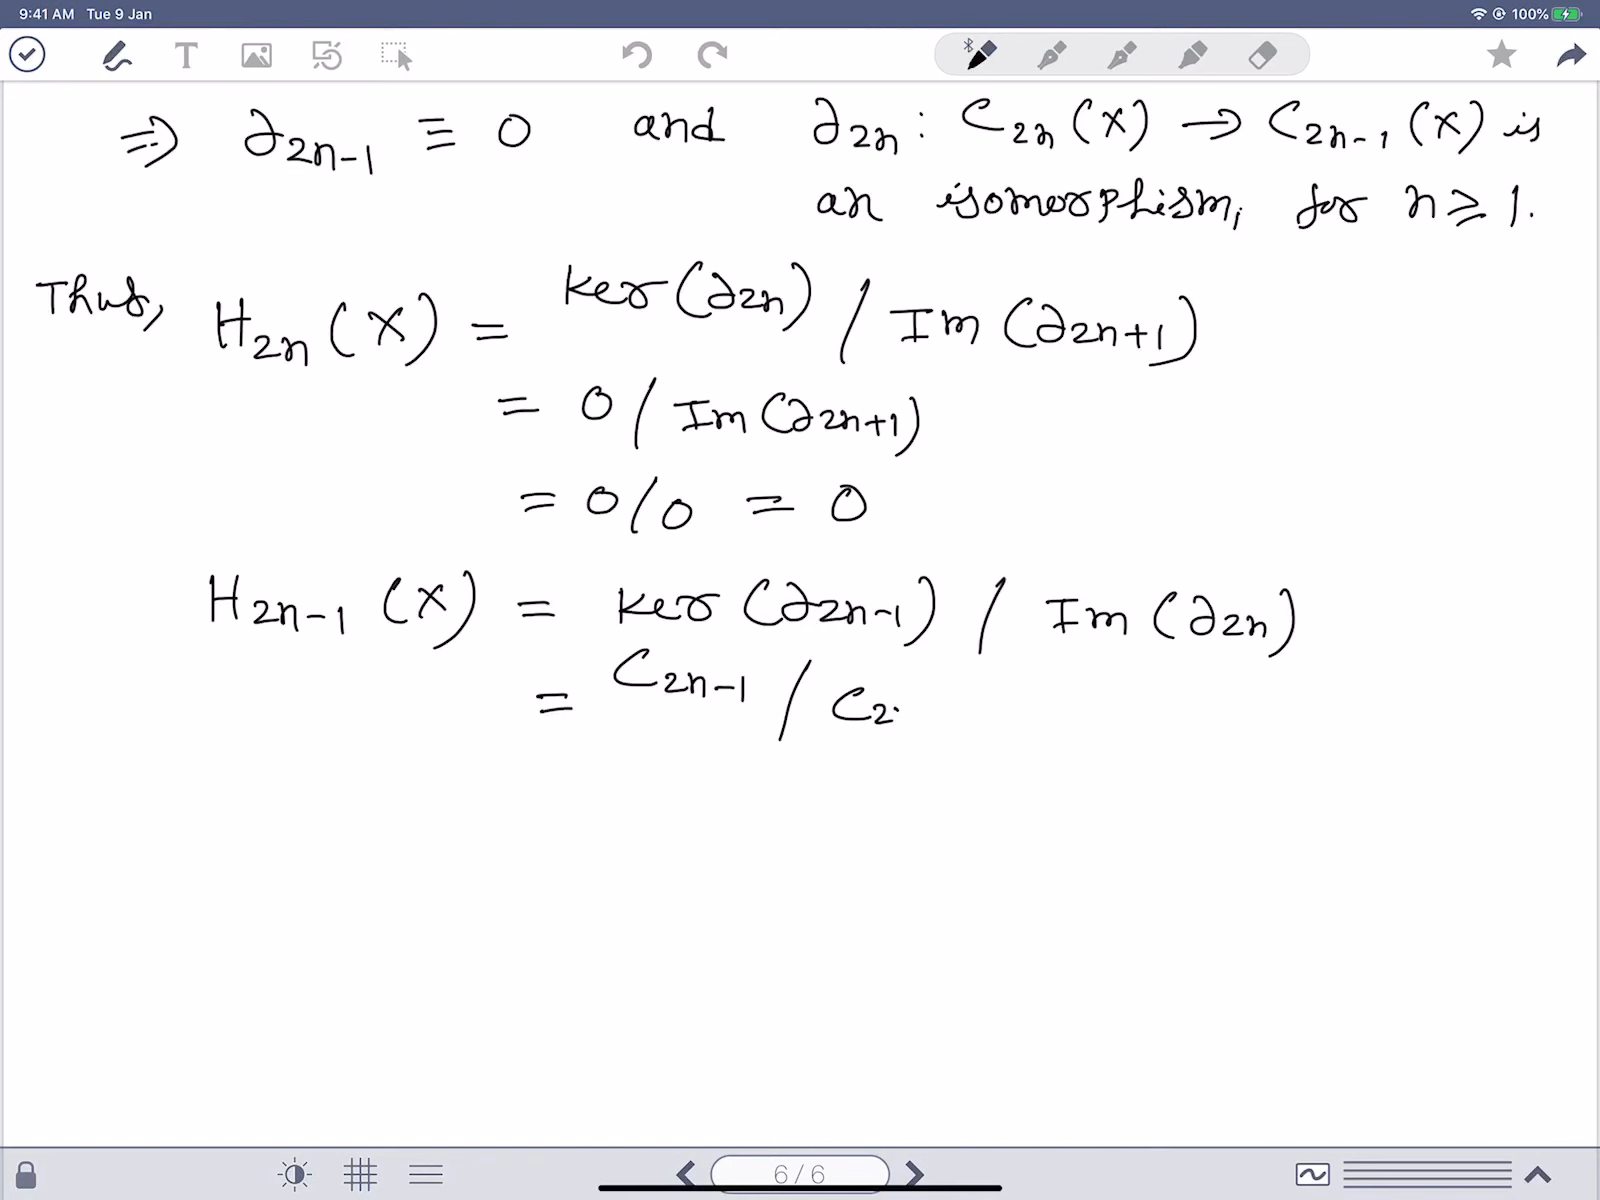 9:41 AM Tue 9 Jan 100%
⇒ ∂2n-1 ≡ 0 and ∂2n : C2n(X) → C2n-1(X) is
an isomorphism, for n ≥ 1.
Thus, H2n(X) = ker(∂2n) / Im(∂2n+1)
= 0 / Im(∂2n+1)
= 0/0 = 0
H2n-1(X) = ker(∂2n-1) / Im(∂2n)
= C2n-1 / C2
6/6